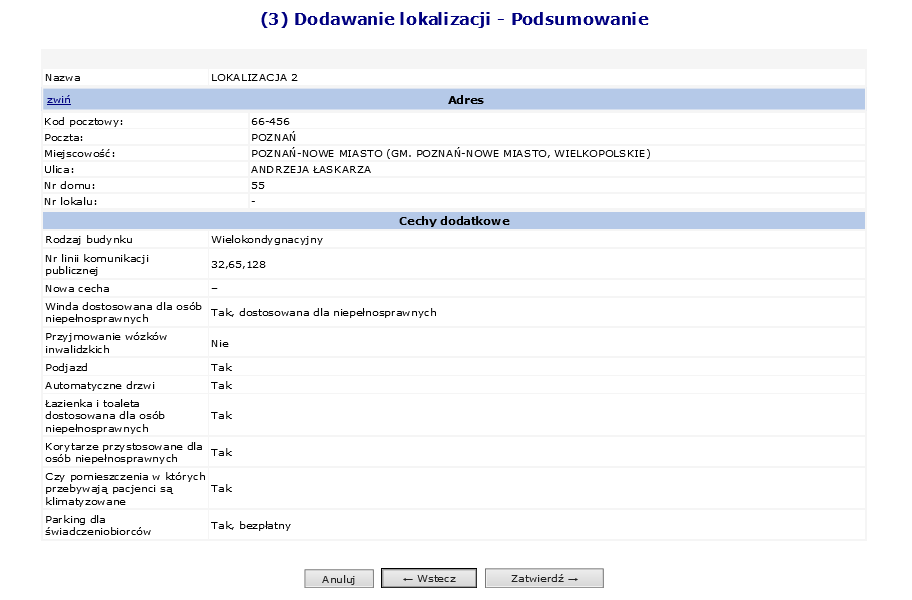 (3) Dodawanie lokalizacji - Podsumowanie
Nazwa LOKALIZACJA 2
zwiń Adres
Kod pocztowy: 66-456
Poczta: POZNAŃ
Miejscowość: POZNAŃ-NOWE MIASTO (GM. POZNAŃ-NOWE MIASTO, WIELKOPOLSKIE)
Ulica: ANDRZEJA ŁASKARZA
Nr domu: 55
Nr lokalu: -
Cechy dodatkowe
Rodzaj budynku Wielokondygnacyjny
Nr linii komunikacji
publicznej
32,65,128
Nowa cecha –
Winda dostosowana dla osób
niepełnosprawnych
Tak, dostosowana dla niepełnosprawnych
Przyjmowanie wózków
inwalidzkich
Nie
Podjazd Tak
Automatyczne drzwi Tak
Łazienka i toaleta
dostosowana dla osób
niepełnosprawnych
Tak
Korytarze przystosowane dla
osób niepełnosprawnych
Tak
Czy pomieszczenia w których
przebywają pacjenci są
klimatyzowane
Tak
Parking dla
świadczeniobiorców
Tak, bezpłatny
Anuluj ← Wstecz Zatwierdź →